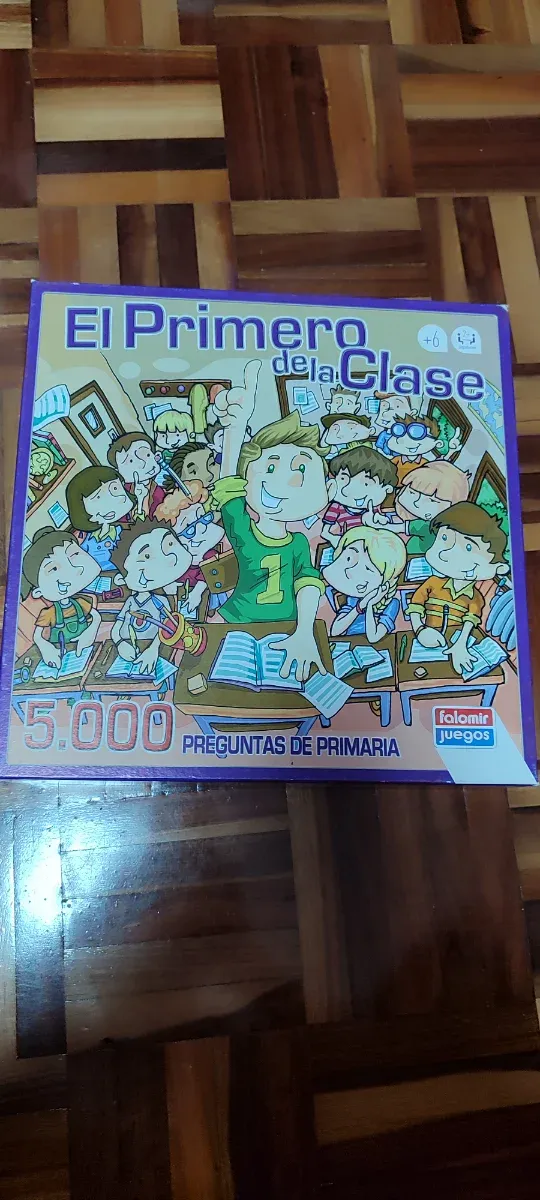 El Primero
de la Clase
+6
1
5.000 PREGUNTAS DE PRIMARIA
falomir
juegos